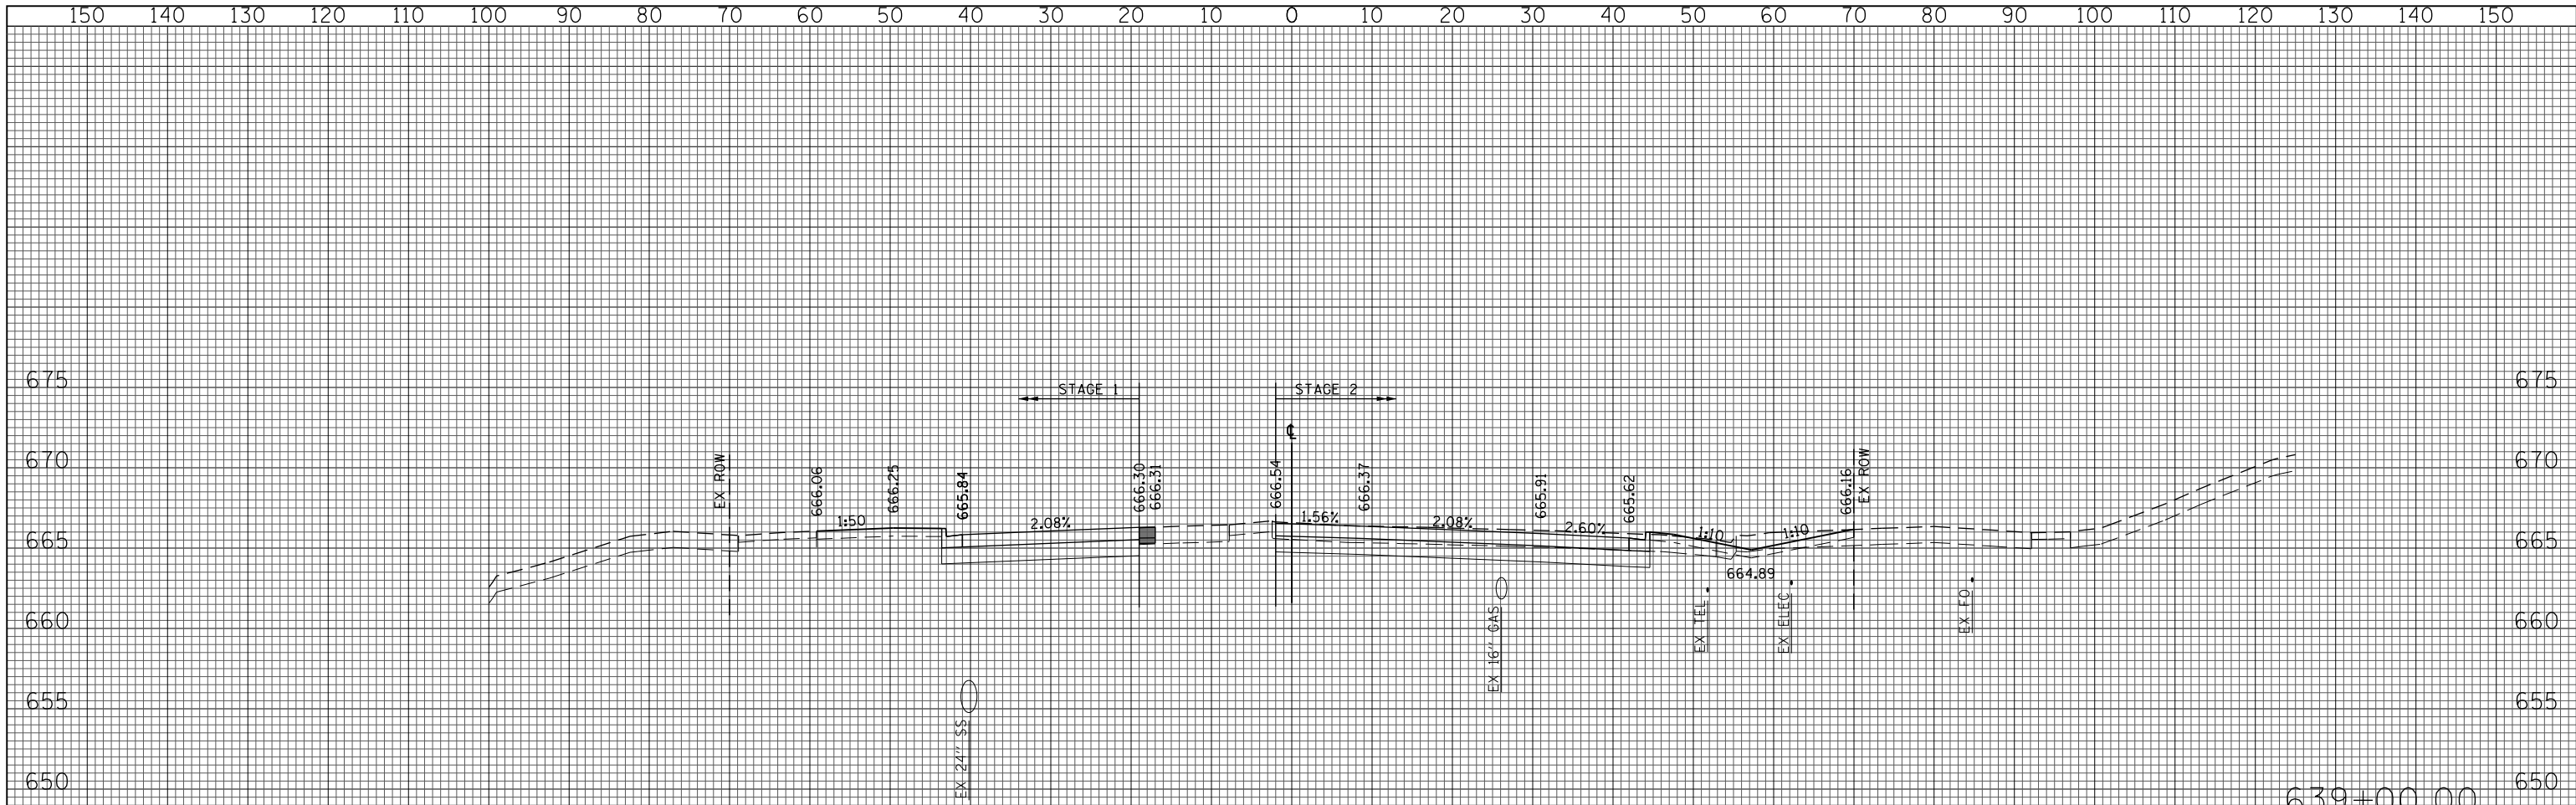 150 140 130 120 110 100 90 80 70 60 50 40 30 20 10 0 10 20 30 40 50 60 70 80 90 100 110 120 130 140 150
675 675
STAGE 1 STAGE 2
℄
670 670
EX ROW 666.06 666.25 665.84 666.30 666.31 666.54 666.37 665.91 665.62 666.16 EX ROW
1:50 2.08% 1.56% 2.08% 2.60% 1:10 1:10
665 665
664.89
660 660
EX 16" GAS EX TEL EX ELEC EX FO
655 655
EX 24" SS
650 650
639+00.00